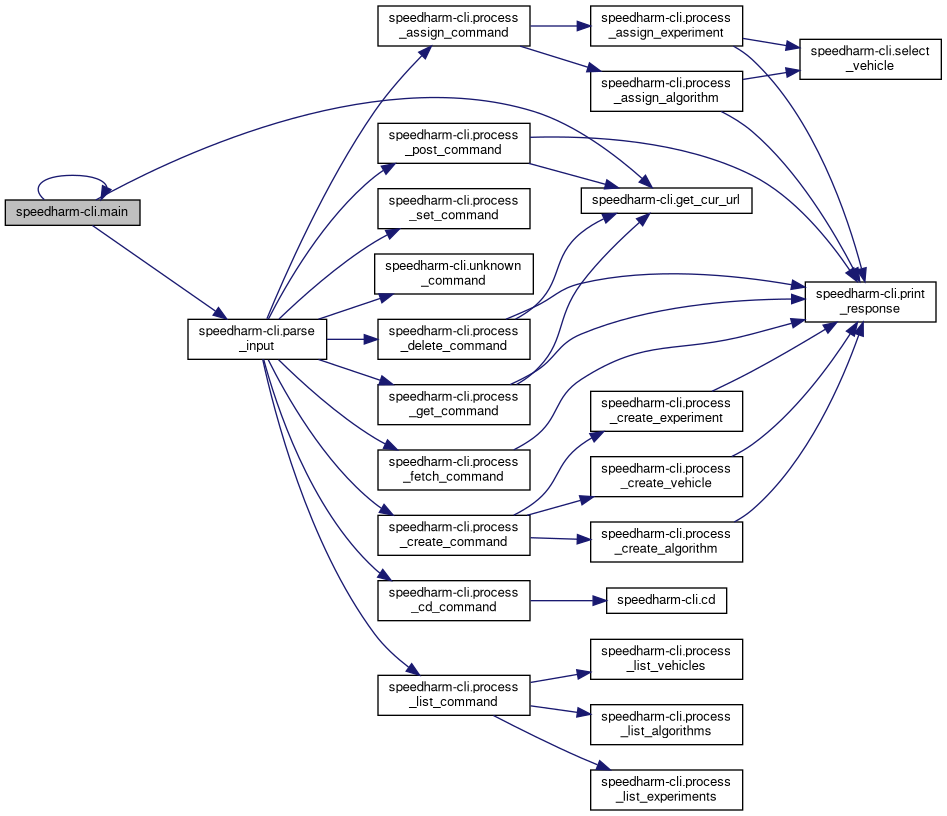 speedharm-cli.main
speedharm-cli.parse
_input
speedharm-cli.process
_assign_command
speedharm-cli.process
_post_command
speedharm-cli.process
_set_command
speedharm-cli.unknown
_command
speedharm-cli.process
_delete_command
speedharm-cli.process
_get_command
speedharm-cli.process
_fetch_command
speedharm-cli.process
_create_command
speedharm-cli.process
_cd_command
speedharm-cli.process
_list_command
speedharm-cli.process
_assign_experiment
speedharm-cli.process
_assign_algorithm
speedharm-cli.get_cur_url
speedharm-cli.process
_create_experiment
speedharm-cli.process
_create_vehicle
speedharm-cli.process
_create_algorithm
speedharm-cli.cd
speedharm-cli.process
_list_vehicles
speedharm-cli.process
_list_algorithms
speedharm-cli.process
_list_experiments
speedharm-cli.select
_vehicle
speedharm-cli.print
_response